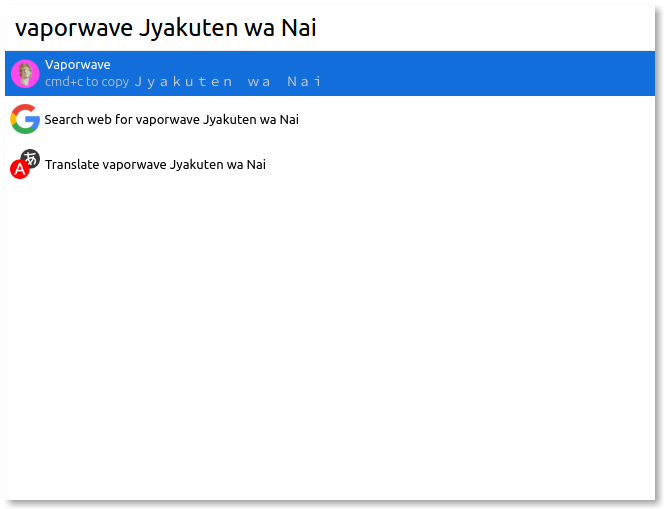 vaporwave Jyakuten wa Nai
Vaporwave
cmd+c to copy Ｊｙａｋｕｔｅｎ　ｗａ　Ｎａｉ
Search web for vaporwave Jyakuten wa Nai
あ
A
Translate vaporwave Jyakuten wa Nai